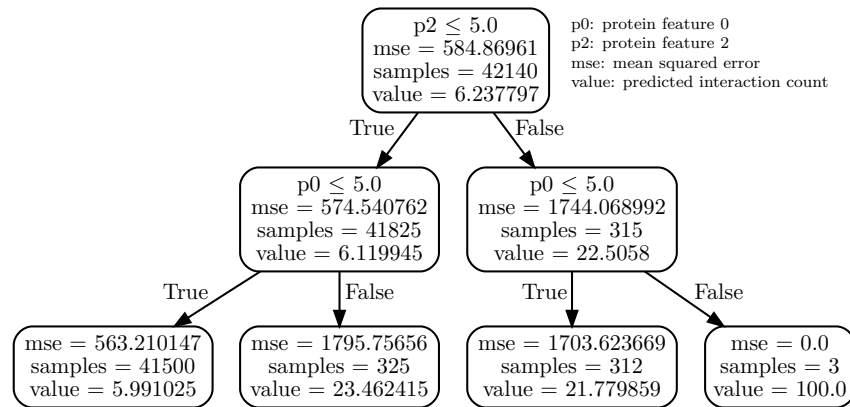 p2 ≤ 5.0
mse = 584.86961
samples = 42140
value = 6.237797
p0: protein feature 0
p2: protein feature 2
mse: mean squared error
value: predicted interaction count
True
False
p0 ≤ 5.0
mse = 574.540762
samples = 41825
value = 6.119945
p0 ≤ 5.0
mse = 1744.068992
samples = 315
value = 22.5058
True
False
True
False
mse = 563.210147
samples = 41500
value = 5.991025
mse = 1795.75656
samples = 325
value = 23.462415
mse = 1703.623669
samples = 312
value = 21.779859
mse = 0.0
samples = 3
value = 100.0